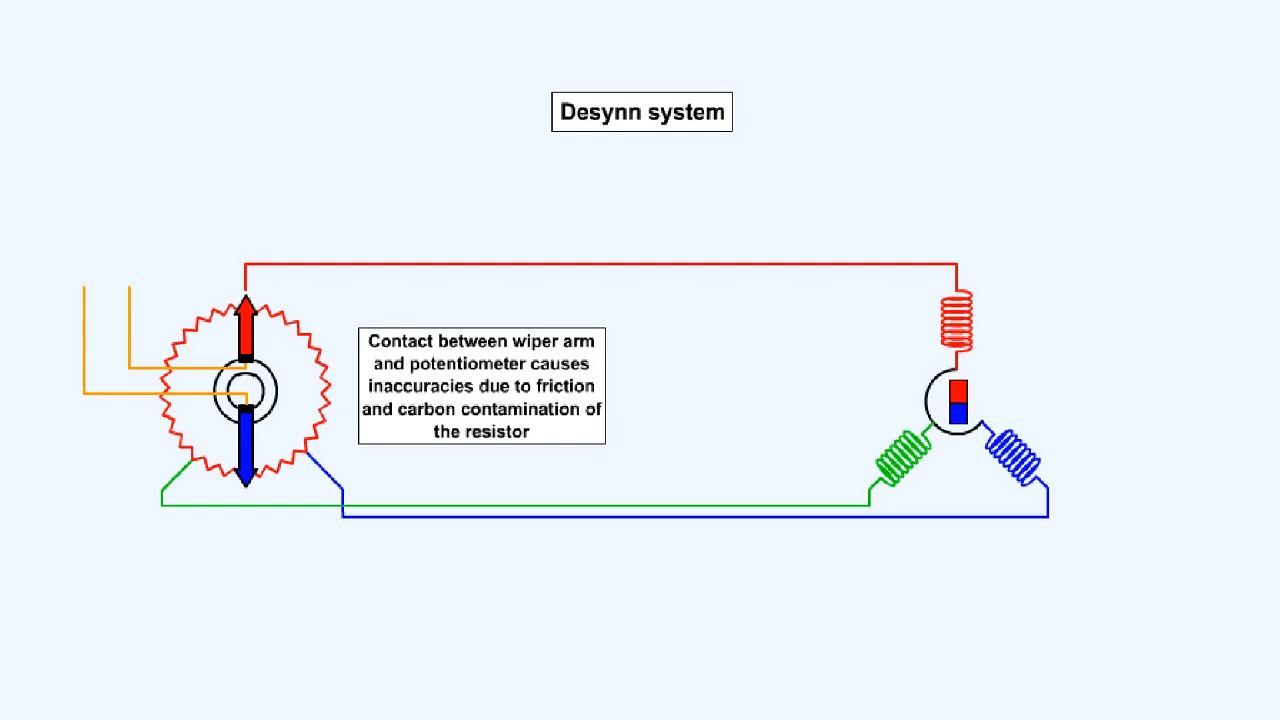 Desynn system
Contact between wiper arm
and potentiometer causes
inaccuracies due to friction
and carbon contamination of
the resistor